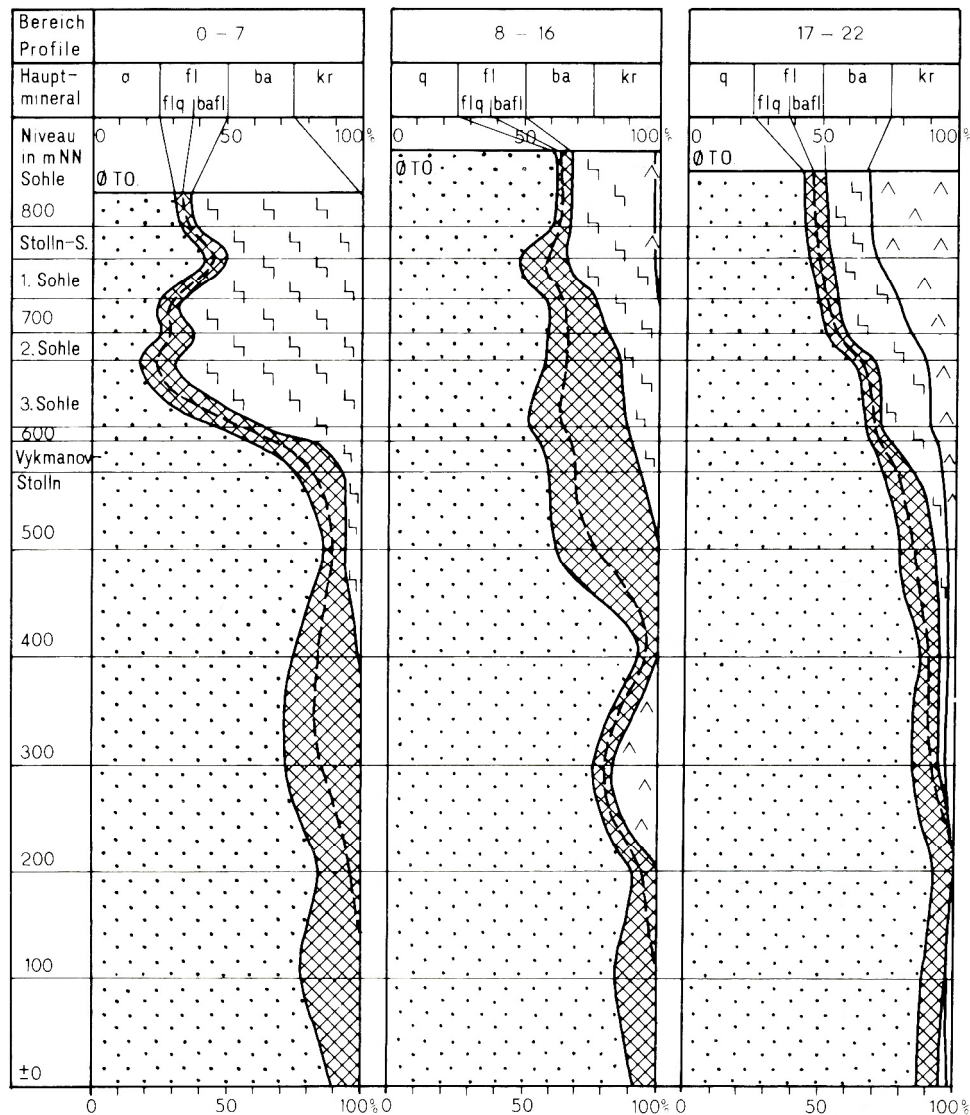 Bereich
Profile
0 – 7
8 – 16
17 – 22
Haupt-
mineral
σ
fl
ba
kr
flq
bafl
q
fl
ba
kr
flq
bafl
q
fl
ba
kr
flq
bafl
Niveau
in mNN
Sohle
0
50
100%
0
50
100%
0
50
100%
Ø T O.
Ø T O
Ø T O.
800
Stolln-S.
1. Sohle
700
2. Sohle
3. Sohle
600
Vykmanov-
Stolln
500
400
300
200
100
±0
0
50
100%
0
50
100%
0
50
100%